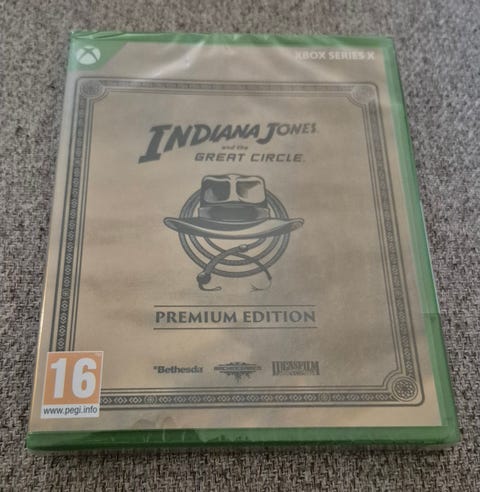 XBOX SERIES X
INDIANA JONES
and the
GREAT CIRCLE
PREMIUM EDITION
16
www.pegi.info
Bethesda
MACHINEGAMES
LUCASFILM
GAMES